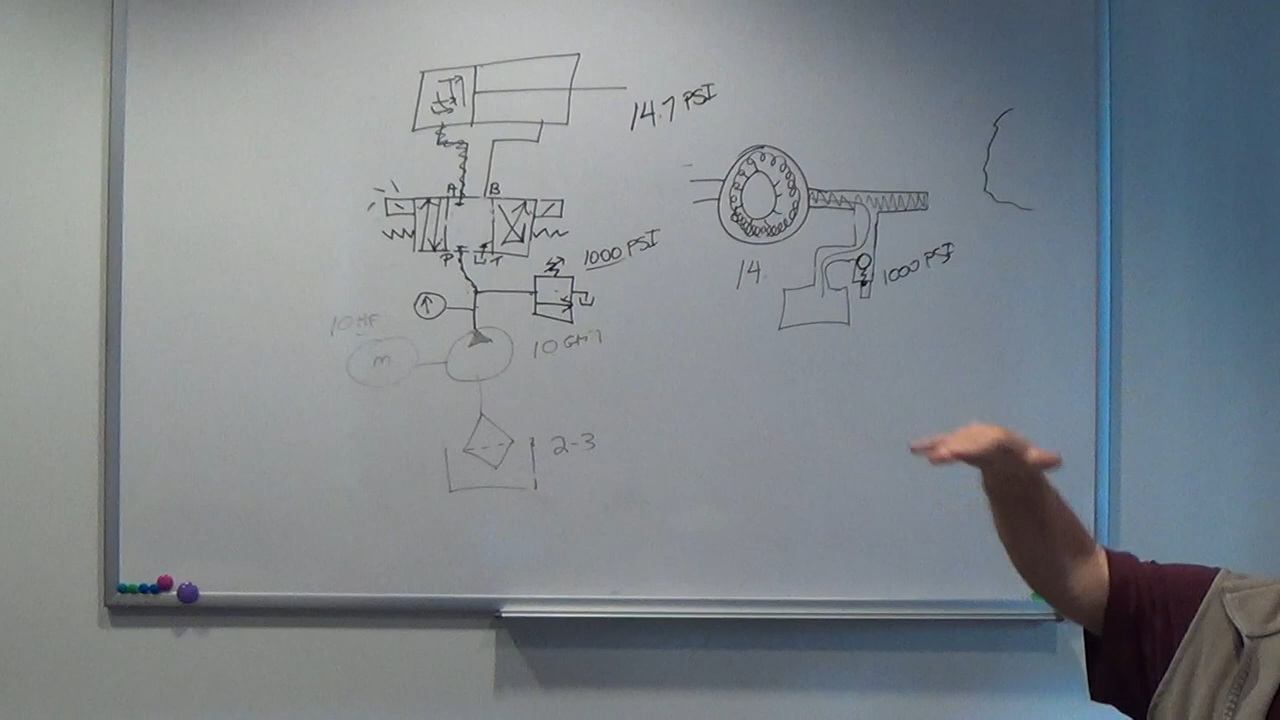 14.7 PSI
A B
P T
1000 PSI
10 HP
M
10 GPM
2-3
14
1000 PSI